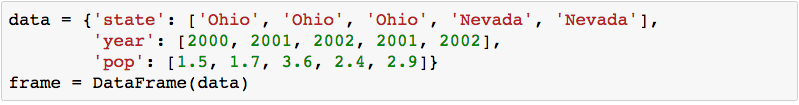 data = {'state': ['Ohio', 'Ohio', 'Ohio', 'Nevada', 'Nevada'],
        'year': [2000, 2001, 2002, 2001, 2002],
        'pop': [1.5, 1.7, 3.6, 2.4, 2.9]}
frame = DataFrame(data)